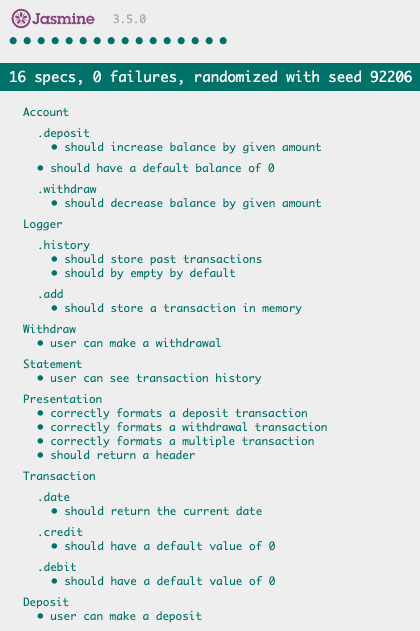 Jasmine 3.5.0
16 specs, 0 failures, randomized with seed 92206
Account
.deposit
• should increase balance by given amount
• should have a default balance of 0
.withdraw
• should decrease balance by given amount
Logger
.history
• should store past transactions
• should by empty by default
.add
• should store a transaction in memory
Withdraw
• user can make a withdrawal
Statement
• user can see transaction history
Presentation
• correctly formats a deposit transaction
• correctly formats a withdrawal transaction
• correctly formats a multiple transaction
• should return a header
Transaction
.date
• should return the current date
.credit
• should have a default value of 0
.debit
• should have a default value of 0
Deposit
• user can make a deposit